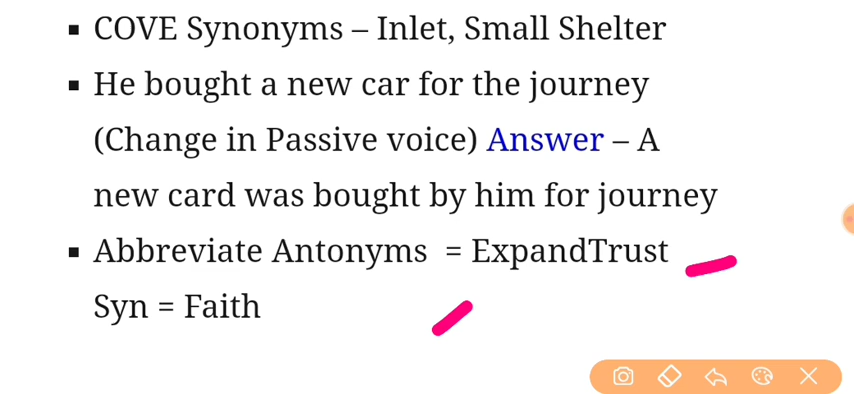 ▪ COVE Synonyms – Inlet, Small Shelter
▪ He bought a new car for the journey
(Change in Passive voice) Answer – A
new card was bought by him for journey
▪ Abbreviate Antonyms = ExpandTrust
Syn = Faith